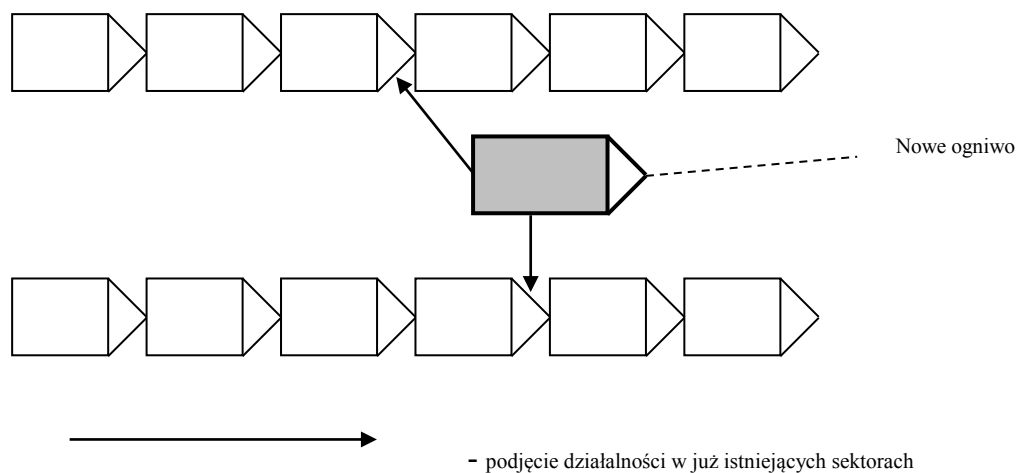 Nowe ogniwo
- podjęcie działalności w już istniejących sektorach